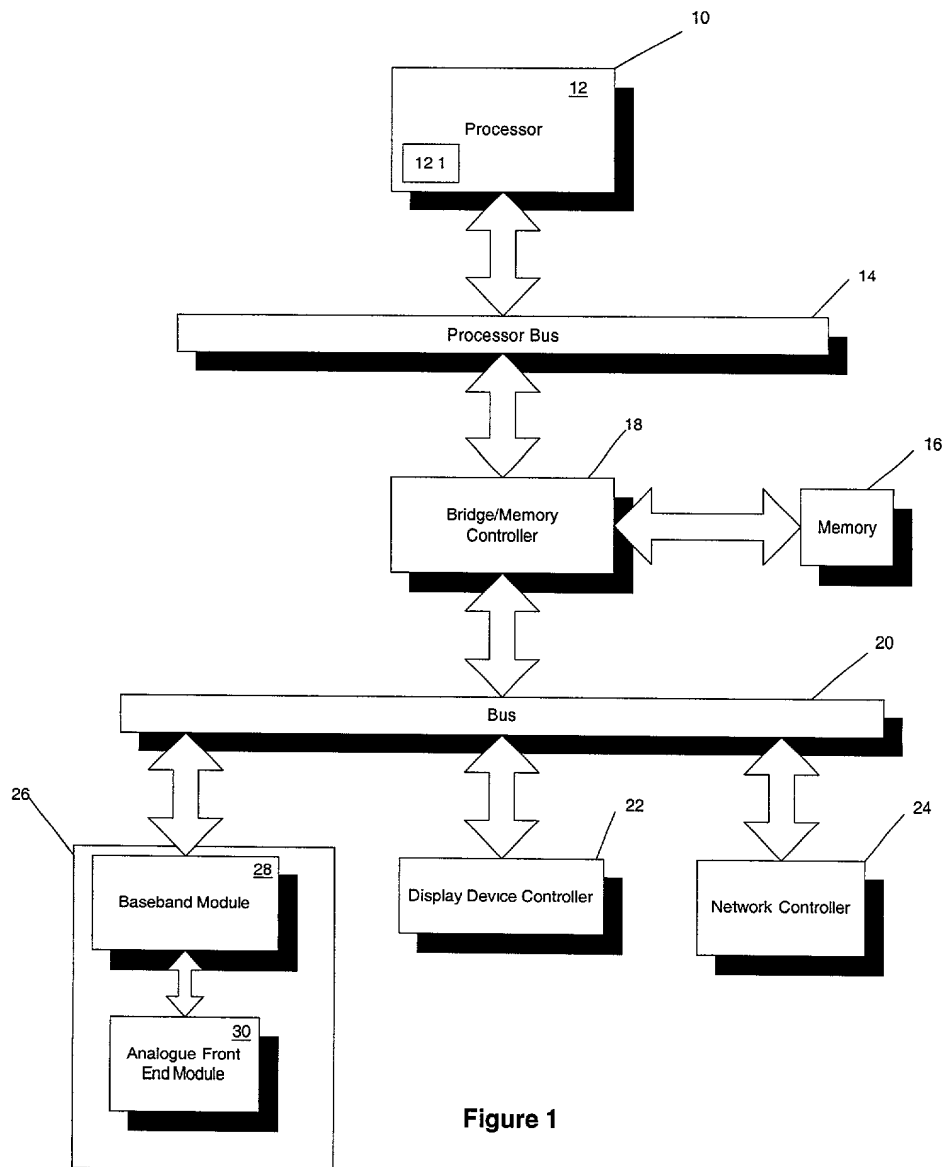 10
12
Processor
12 1
14
Processor Bus
18
16
Bridge/Memory
Controller
Memory
20
Bus
26
22
24
28
Baseband Module
Display Device Controller
Network Controller
30
Analogue Front
End Module
Figure 1